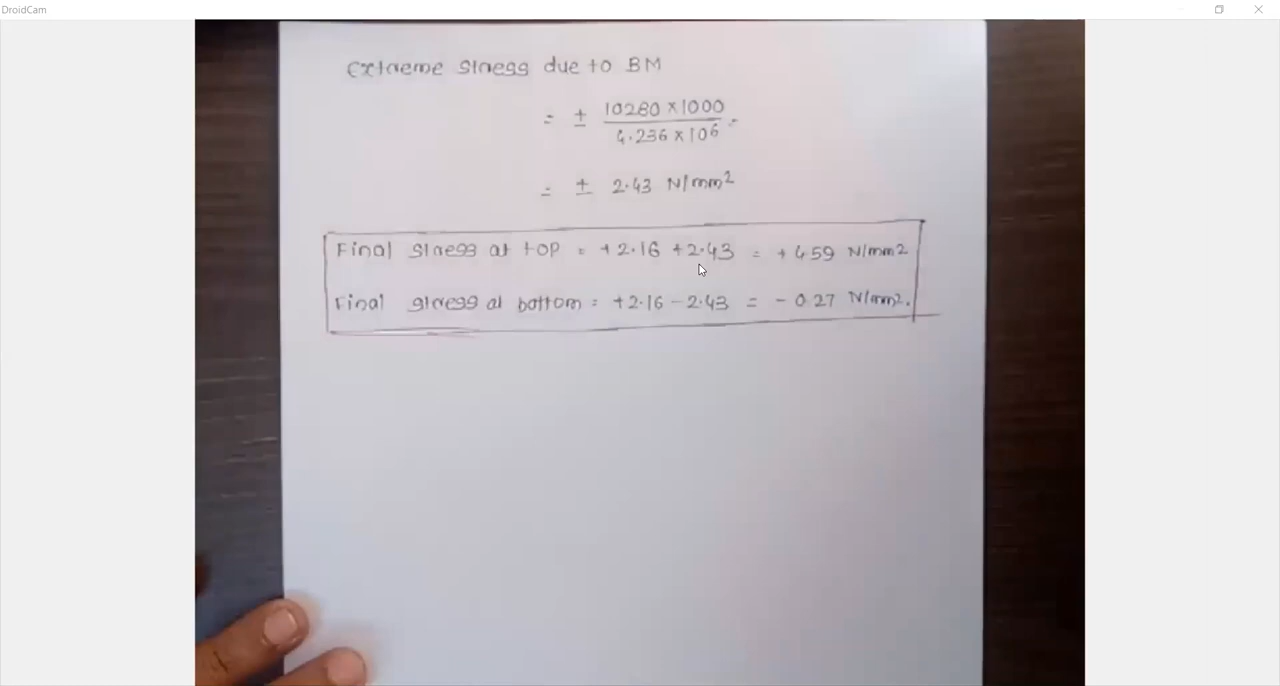 DroidCam
Extreme stress due to BM
= ± 10280 × 1000 / 4.236 × 10⁶ =
= ± 2.43 N/mm²
Final stress at top = +2.16 +2.43 = +4.59 N/mm²
Final stress at bottom = +2.16 - 2.43 = - 0.27 N/mm².